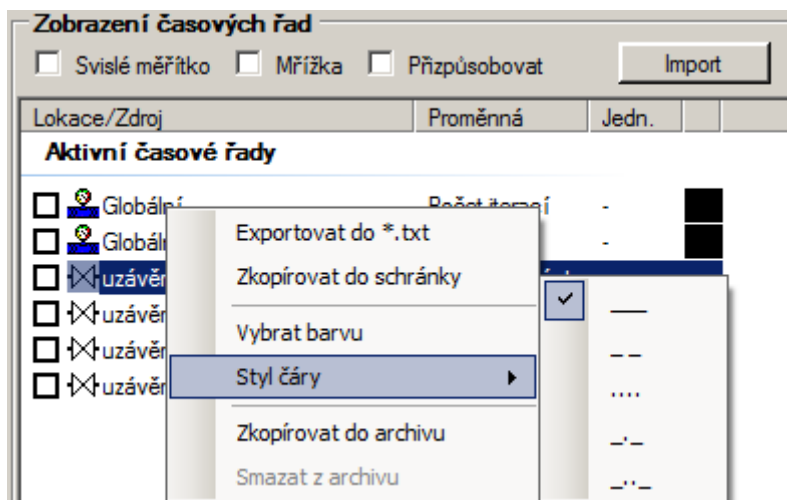 Zobrazení časových řad
Svislé měřítko Mřížka Přizpůsobovat Import
Lokace/Zdroj Proměnná Jedn.
Aktivní časové řady
Globální Počet iterací -
Globáln -
uzávěr
uzávěr
uzávěr
uzávěr
Exportovat do *.txt
Zkopírovat do schránky
Vybrat barvu
Styl čáry
Zkopírovat do archivu
Smazat z archivu